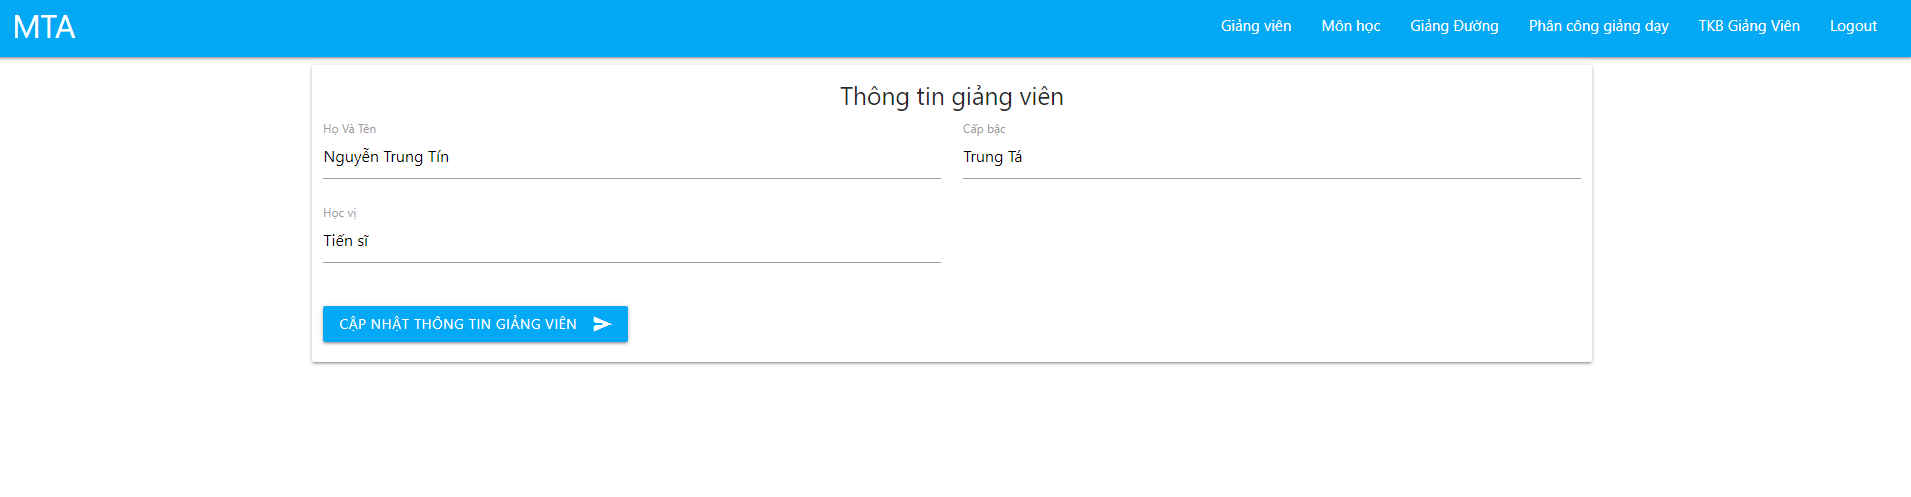 MTA
Giảng viên Môn học Giảng Đường Phân công giảng dạy TKB Giảng Viên Logout
Thông tin giảng viên
Họ Và Tên
Nguyễn Trung Tín
Cấp bậc
Trung Tá
Học vị
Tiến sĩ
CẬP NHẬT THÔNG TIN GIẢNG VIÊN